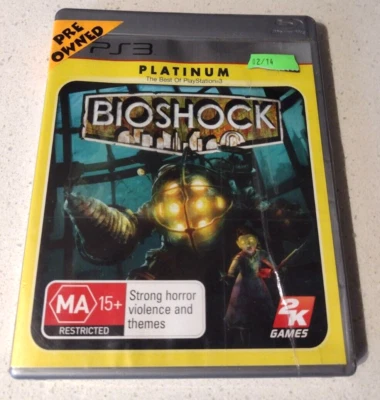 PRE
OWNED
PS3
PLATINUM
02/14
The Best Of PlayStation®3
BIOSHOCK
MA 15+
RESTRICTED
Strong horror
violence and
themes
2K
GAMES